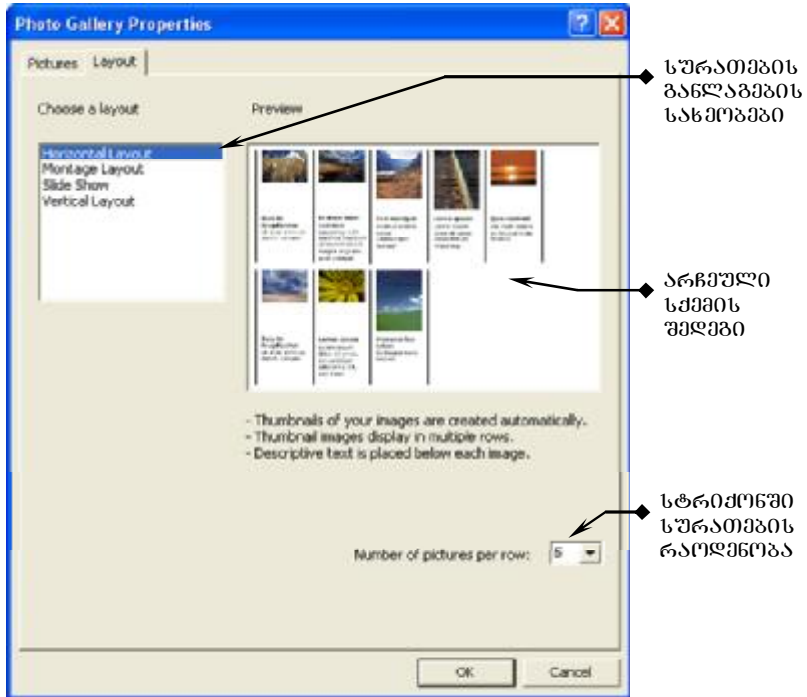 Photo Gallery Properties
Pictures Layout
Choose a layout
Preview
Horizontal Layout
Montage Layout
Slide Show
Vertical Layout
- Thumbnails of your images are created automatically.
- Thumbnail images display in multiple rows.
- Descriptive text is placed below each image.
Number of pictures per row: 5
OK Cancel
სურათების
განლაგების
სახეობები
არჩეული
სქემის
შედეგი
სტრიქონში
სურათების
რაოდენობა